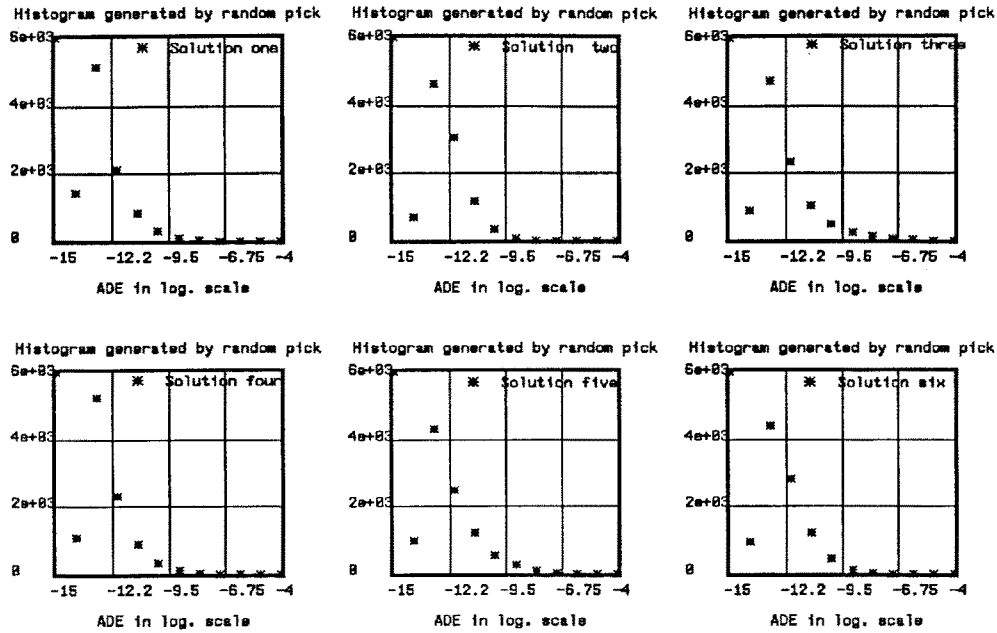 Histogram generated by random pick
6e+03
Solution one
4e+03
2e+03
0
-15 -12.2 -9.5 -6.75 -4
ADE in log. scale
Histogram generated by random pick
6e+03
Solution two
4e+03
2e+03
0
-15 -12.2 -9.5 -6.75 -4
ADE in log. scale
Histogram generated by random pick
6e+03
Solution three
4e+03
2e+03
0
-15 -12.2 -9.5 -6.75 -4
ADE in log. scale
Histogram generated by random pick
6e+03
Solution four
4e+03
2e+03
0
-15 -12.2 -9.5 -6.75 -4
ADE in log. scale
Histogram generated by random pick
6e+03
Solution five
4e+03
2e+03
0
-15 -12.2 -9.5 -6.75 -4
ADE in log. scale
Histogram generated by random pick
6e+03
Solution six
4e+03
2e+03
0
-15 -12.2 -9.5 -6.75 -4
ADE in log. scale